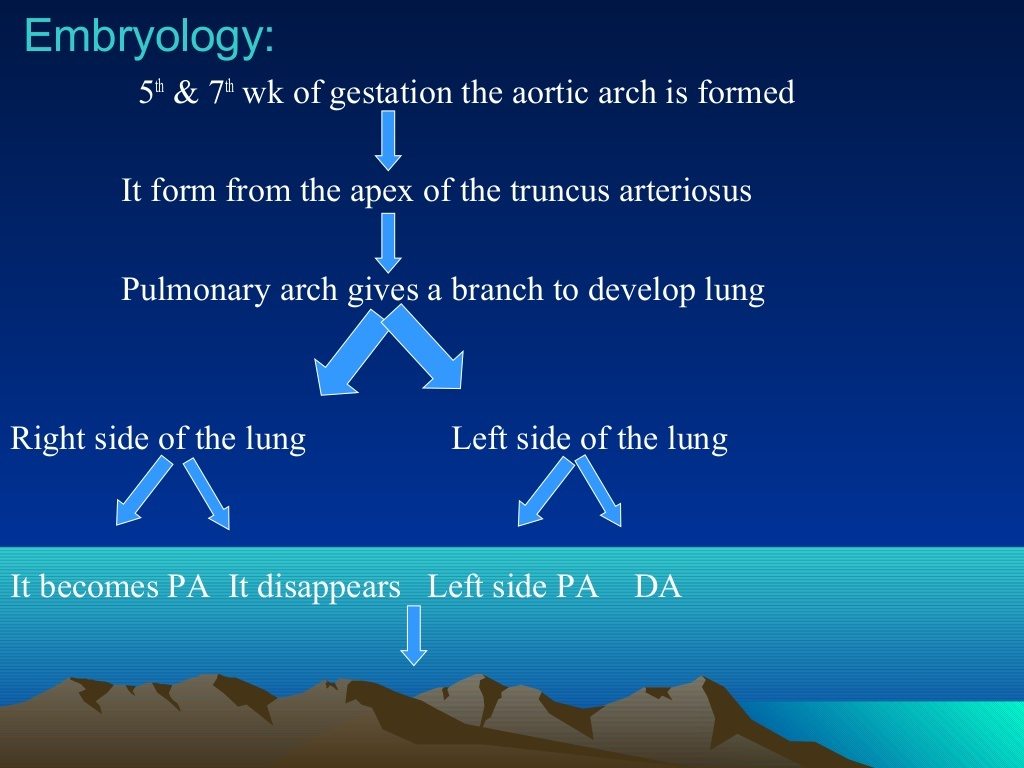 Embryology:
5th & 7th wk of gestation the aortic arch is formed
It form from the apex of the truncus arteriosus
Pulmonary arch gives a branch to develop lung
Right side of the lung Left side of the lung
It becomes PA It disappears Left side PA DA